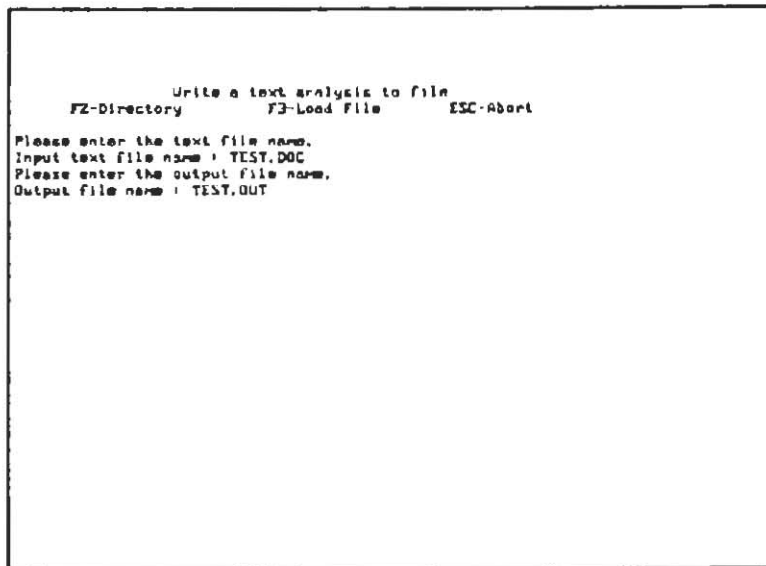 Write a text analysis to file
F2-Directory F3-Load File ESC-Abort
Please enter the text file name.
Input text file name : TEST.DOC
Please enter the output file name.
Output file name : TEST.OUT